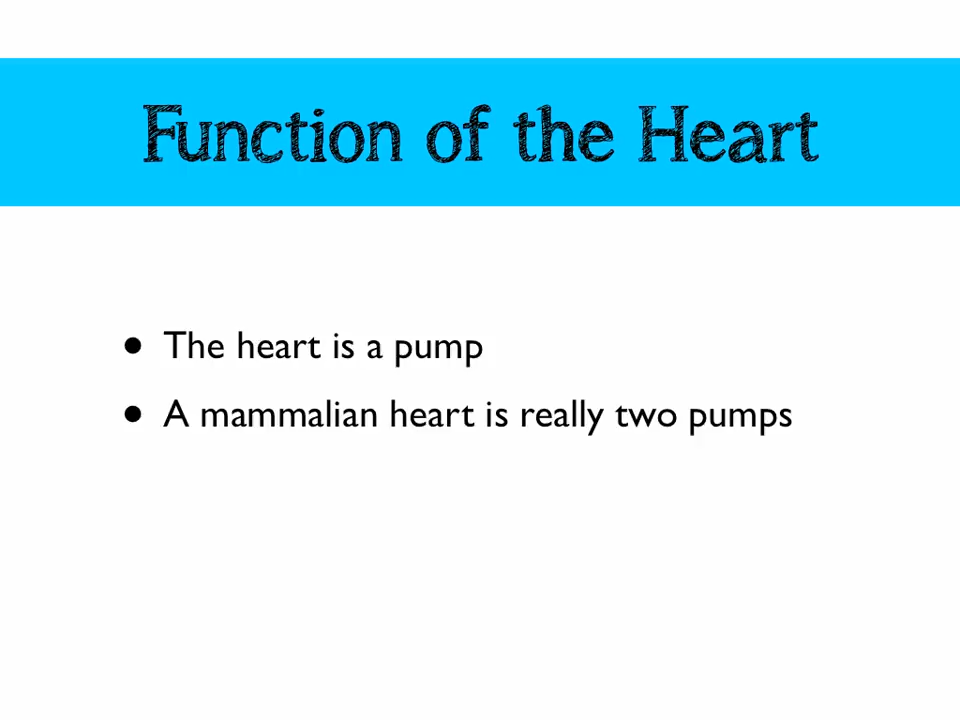 Function of the Heart
• The heart is a pump
• A mammalian heart is really two pumps